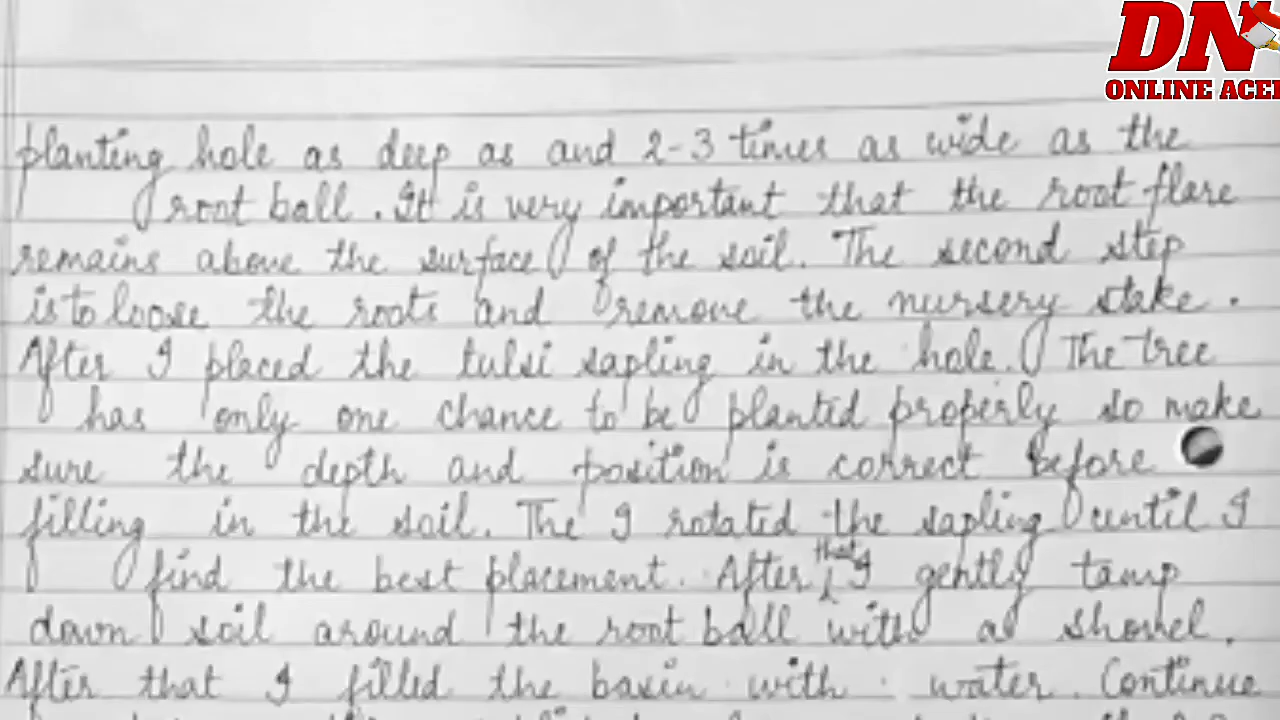 DN
ONLINE ACE
planting hole as deep as and 2-3 times as wide as the
root ball. It is very important that the root flare
remains above the surface of the soil. The second step
is to loose the roots and remove the nursery stake.
After I placed the tulsi sapling in the hole. The tree
has only one chance to be planted properly so make
sure the depth and position is correct before
filling in the soil. The I rotated the sapling until I
find the best placement. After that I gently tamp
down soil around the root ball with a shovel.
After that I filled the basin with water. Continue